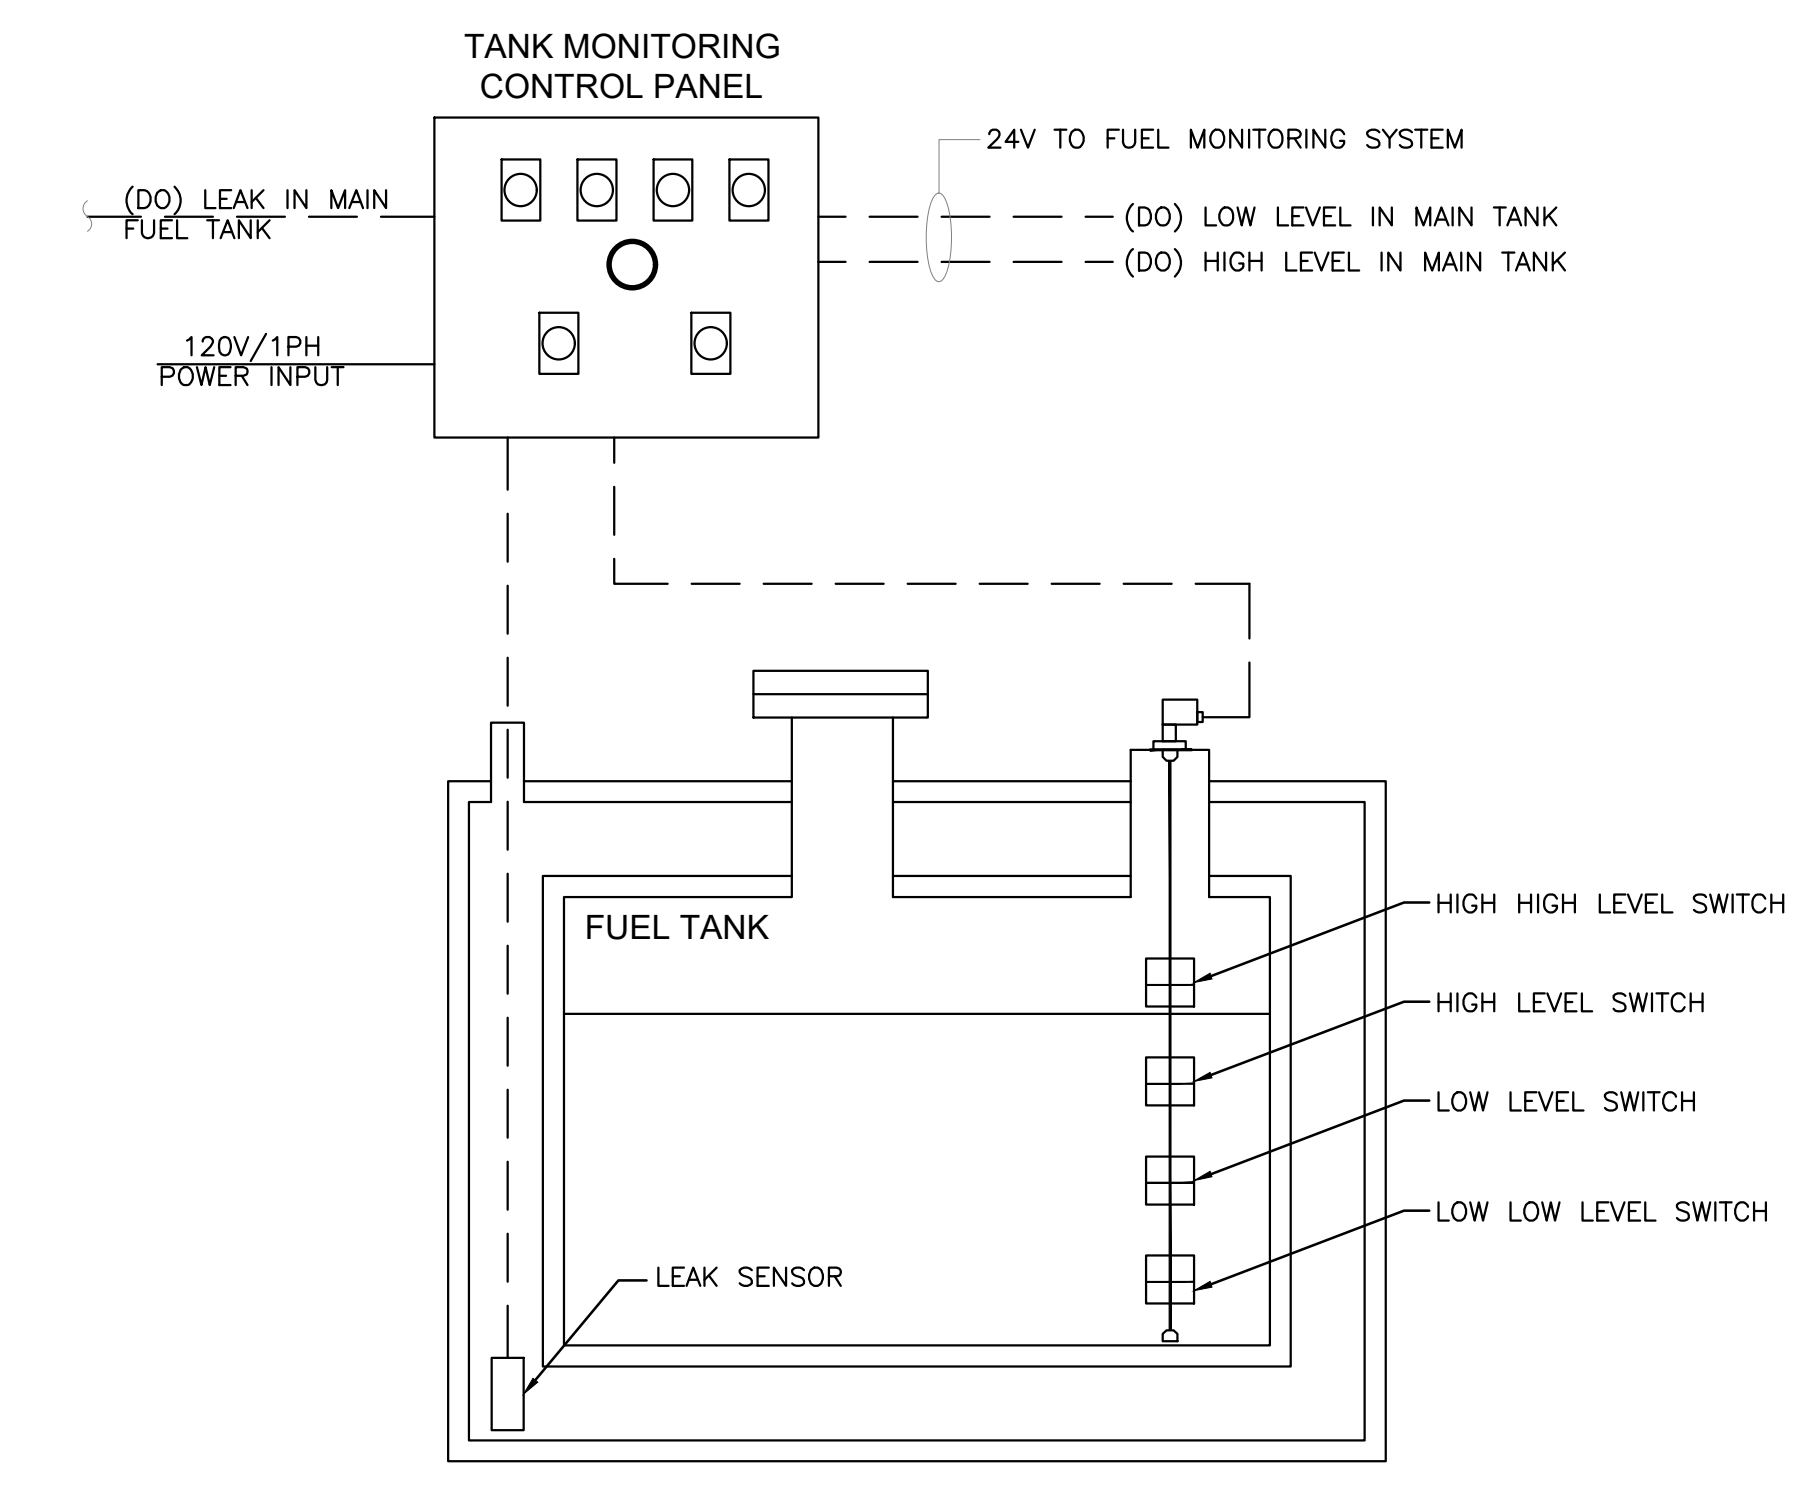 TANK MONITORING
CONTROL PANEL
24V TO FUEL MONITORING SYSTEM
(DO) LEAK IN MAIN
FUEL TANK
(DO) LOW LEVEL IN MAIN TANK
(DO) HIGH LEVEL IN MAIN TANK
120V/1PH
POWER INPUT
FUEL TANK
HIGH HIGH LEVEL SWITCH
HIGH LEVEL SWITCH
LOW LEVEL SWITCH
LOW LOW LEVEL SWITCH
LEAK SENSOR